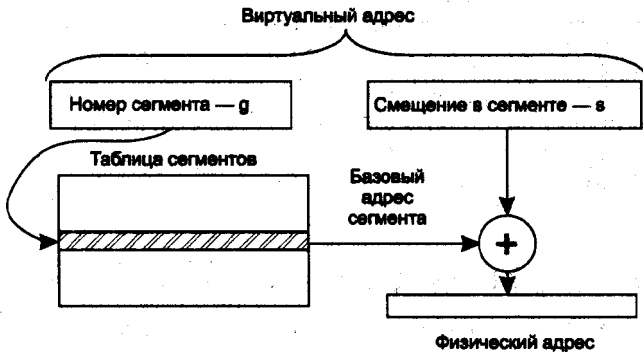 Виртуальный адрес
Номер сегмента — g
Смещение в сегменте — s
Таблица сегментов
Базовый
адрес
сегмента
+
Физический адрес